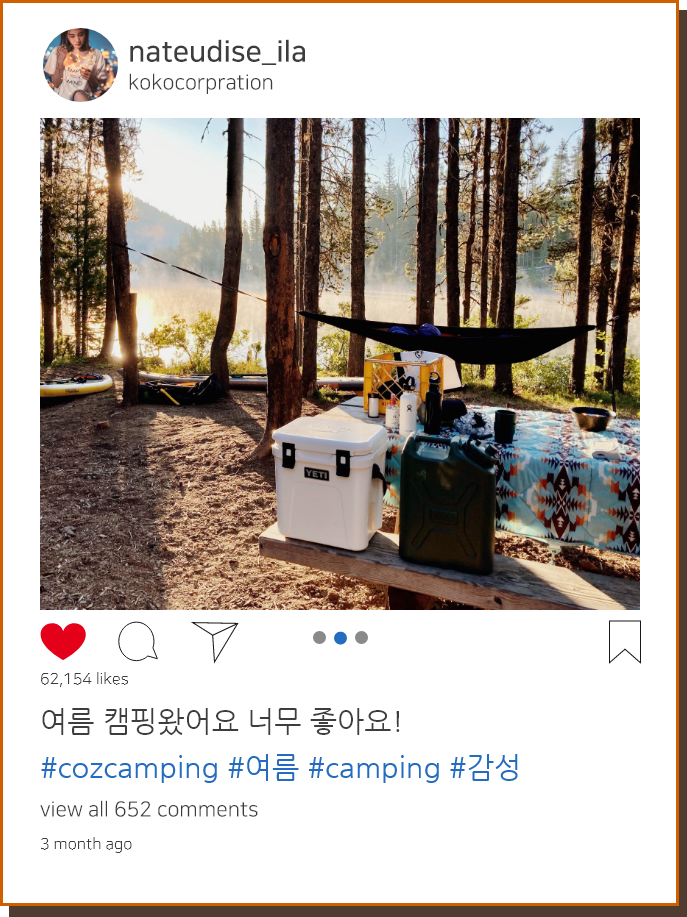 nateudise_ila
kokocorpration
YETI
62,154 likes
여름 캠핑왔어요 너무 좋아요!
#cozcamping #여름 #camping #감성
view all 652 comments
3 month ago